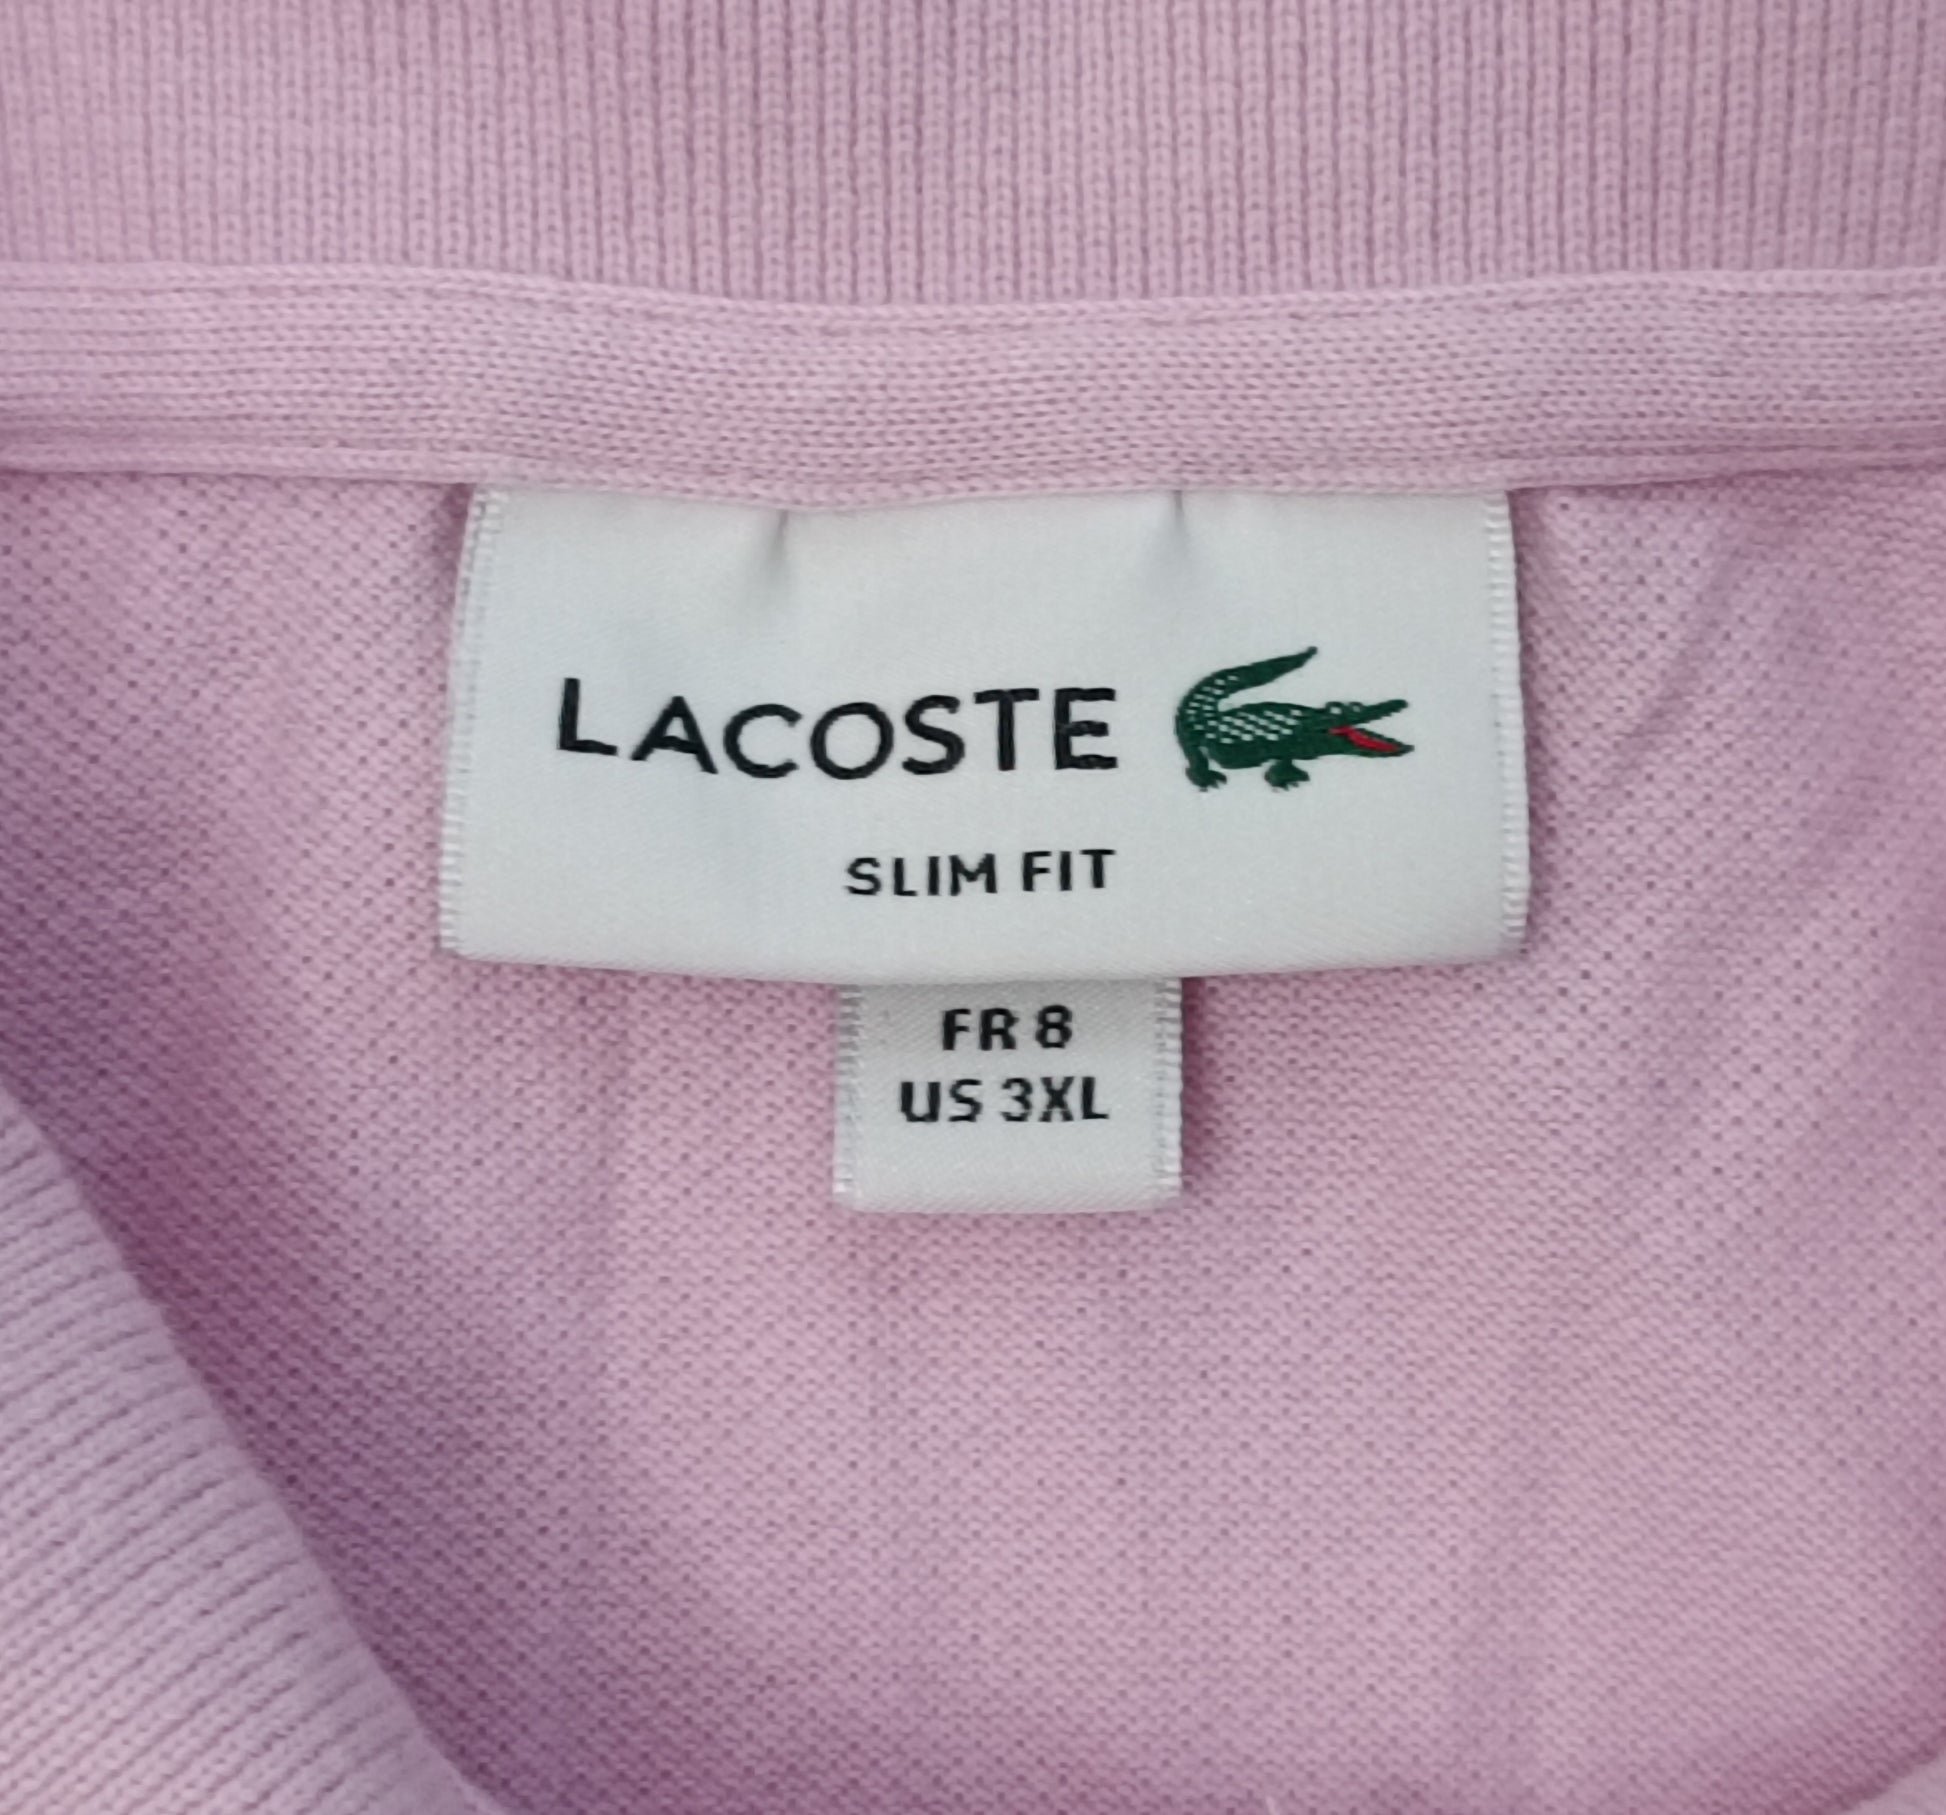 LACOSTE
SLIM FIT
FR 8
US 3XL